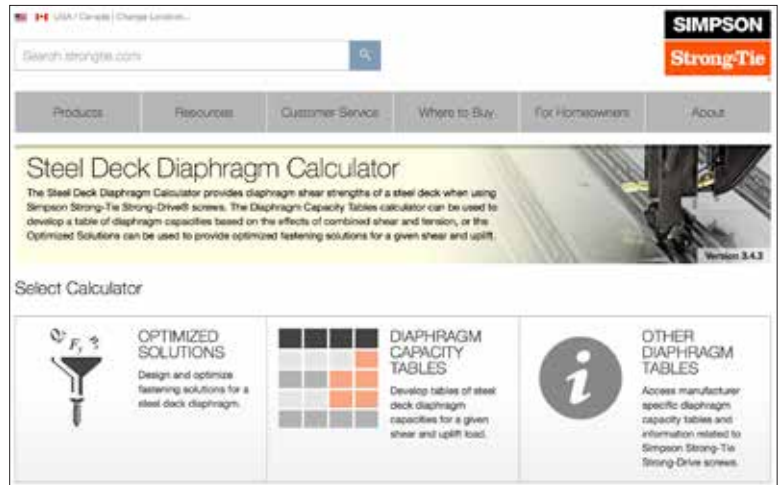 USA / Canada | Change Location...
SIMPSON
Strong-Tie
Search strongtie.com
Products Resources Customer Service Where to Buy For Homeowners About
Steel Deck Diaphragm Calculator
The Steel Deck Diaphragm Calculator provides diaphragm shear strengths of a steel deck when using
Simpson Strong-Tie Strong-Drive® screws. The Diaphragm Capacity Tables calculator can be used to
develop a table of diaphragm capacities based on the effects of combined shear and tension, or the
Optimized Solutions can be used to provide optimized fastening solutions for a given shear and uplift.
Version 3.4.3
Select Calculator
OPTIMIZED
SOLUTIONS
Design and optimize
fastening solutions for a
steel deck diaphragm.
DIAPHRAGM
CAPACITY
TABLES
Develop tables of steel
deck diaphragm
capacities for a given
shear and uplift load.
i
OTHER
DIAPHRAGM
TABLES
Access manufacturer
specific diaphragm
capacity tables and
information related to
Simpson Strong-Tie
Strong-Drive screws.